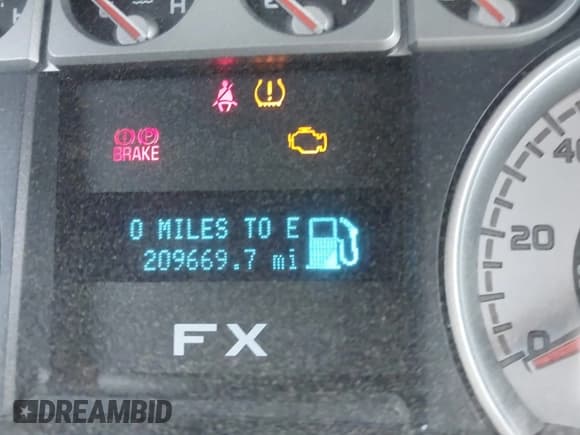 H
H
BRAKE
0 MILES TO E
209669.7 mi
FX
40
20
0
DREAMBID